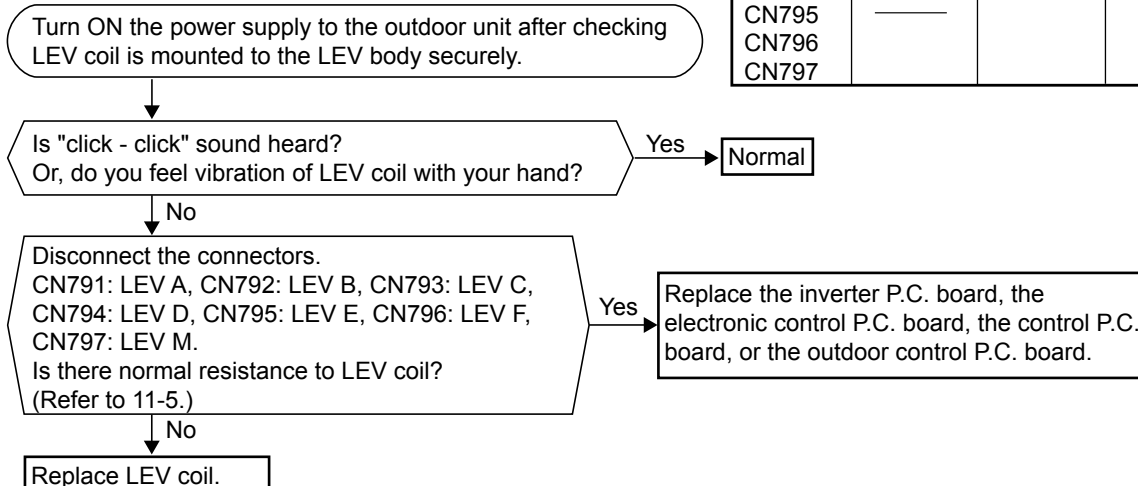 Turn ON the power supply to the outdoor unit after checking
LEV coil is mounted to the LEV body securely.
CN795
CN796
CN797
Is "click - click" sound heard?
Or, do you feel vibration of LEV coil with your hand?
Yes
Normal
No
Disconnect the connectors.
CN791: LEV A, CN792: LEV B, CN793: LEV C,
CN794: LEV D, CN795: LEV E, CN796: LEV F,
CN797: LEV M.
Is there normal resistance to LEV coil?
(Refer to 11-5.)
Yes
Replace the inverter P.C. board, the
electronic control P.C. board, the control P.C.
board, or the outdoor control P.C. board.
No
Replace LEV coil.